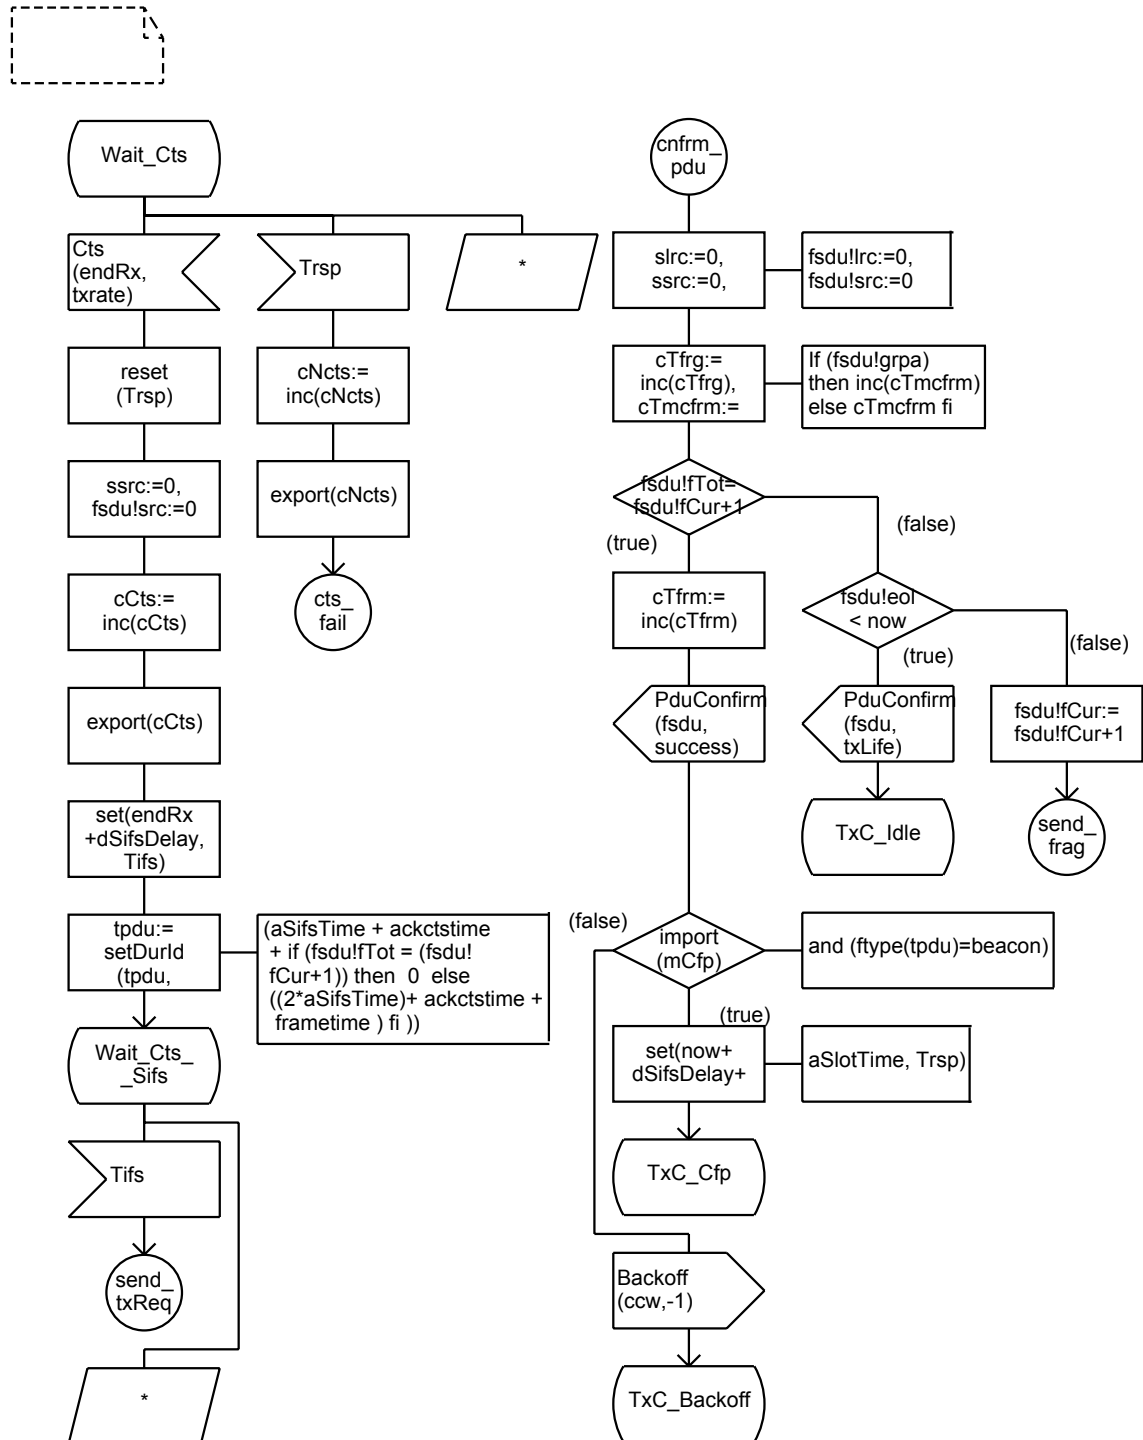 Wait_Cts
Cts
(endRx,
txrate)
Trsp
*
reset
(Trsp)
cNcts:=
inc(cNcts)
ssrc:=0,
fsdu!src:=0
export(cNcts)
cCts:=
inc(cCts)
cts_
fail
export(cCts)
set(endRx
+dSifsDelay,
Tifs)
tpdu:=
setDurId
(tpdu,
(aSifsTime + ackctstime
+ if (fsdu!fTot = (fsdu!
fCur+1)) then 0 else
((2*aSifsTime)+ ackctstime +
frametime ) fi ))
Wait_Cts_
_Sifs
Tifs
send_
txReq
*
cnfrm_
pdu
slrc:=0,
ssrc:=0,
fsdu!lrc:=0,
fsdu!src:=0
cTfrg:=
inc(cTfrg),
cTmcfrm:=
If (fsdu!grpa)
then inc(cTmcfrm)
else cTmcfrm fi
fsdu!fTot=
fsdu!fCur+1
(true)
(false)
cTfrm:=
inc(cTfrm)
fsdu!eol
< now
(true)
(false)
PduConfirm
(fsdu,
success)
PduConfirm
(fsdu,
txLife)
fsdu!fCur:=
fsdu!fCur+1
TxC_Idle
send_
frag
(false)
import
(mCfp)
and (ftype(tpdu)=beacon)
(true)
set(now+
dSifsDelay+
aSlotTime, Trsp)
TxC_Cfp
Backoff
(ccw,-1)
TxC_Backoff